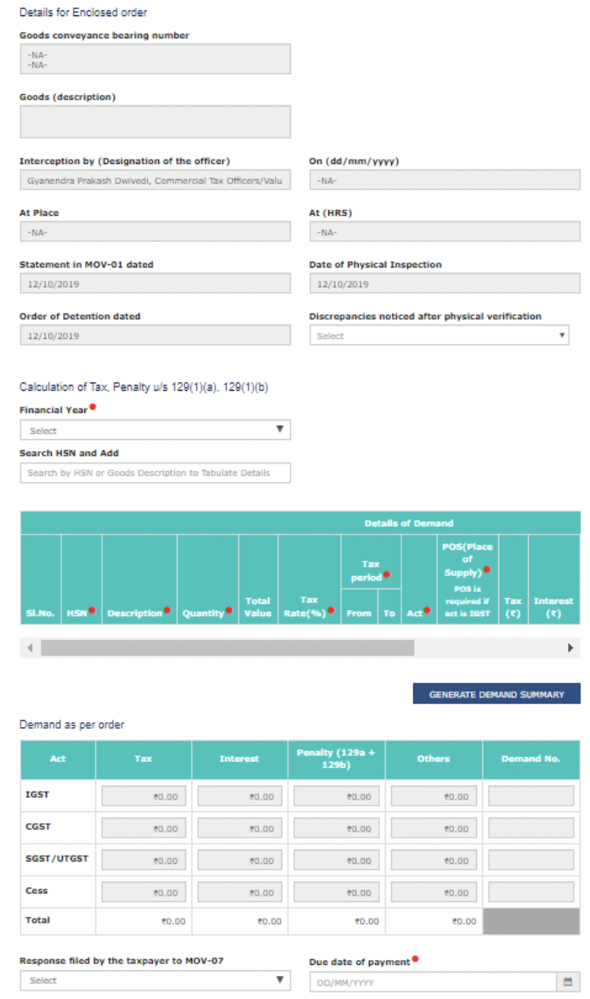 Details for Enclosed order
Goods conveyance bearing number
-NA-
-NA-
Goods (description)
Interception by (Designation of the officer)
On (dd/mm/yyyy)
Gyanendra Prakash Dwivedi, Commercial Tax Officers/Valu
-NA-
At Place
At (HRS)
-NA-
-NA-
Statement in MOV-01 dated
Date of Physical Inspection
12/10/2019
12/10/2019
Order of Detention dated
Discrepancies noticed after physical verification
12/10/2019
Select
Calculation of Tax, Penalty u/s 129(1)(a), 129(1)(b)
Financial Year
Select
Search HSN and Add
Search by HSN or Goods Description to Tabulate Details
Details of Demand
Sl.No.
HSN
Description
Quantity
Total
Value
Tax
Rate(%)
Tax
period
From
To
Act
POS(Place
of
Supply)
POS is
required if
act is IGST
Tax
(₹)
Interest
(₹)
GENERATE DEMAND SUMMARY
Demand as per order
Act
Tax
Interest
Penalty (129a +
129b)
Others
Demand No.
IGST ₹0.00 ₹0.00 ₹0.00 ₹0.00
CGST ₹0.00 ₹0.00 ₹0.00 ₹0.00
SGST/UTGST ₹0.00 ₹0.00 ₹0.00 ₹0.00
Cess ₹0.00 ₹0.00 ₹0.00 ₹0.00
Total ₹0.00 ₹0.00 ₹0.00 ₹0.00
Response filed by the taxpayer to MOV-07
Due date of payment
Select
DD/MM/YYYY